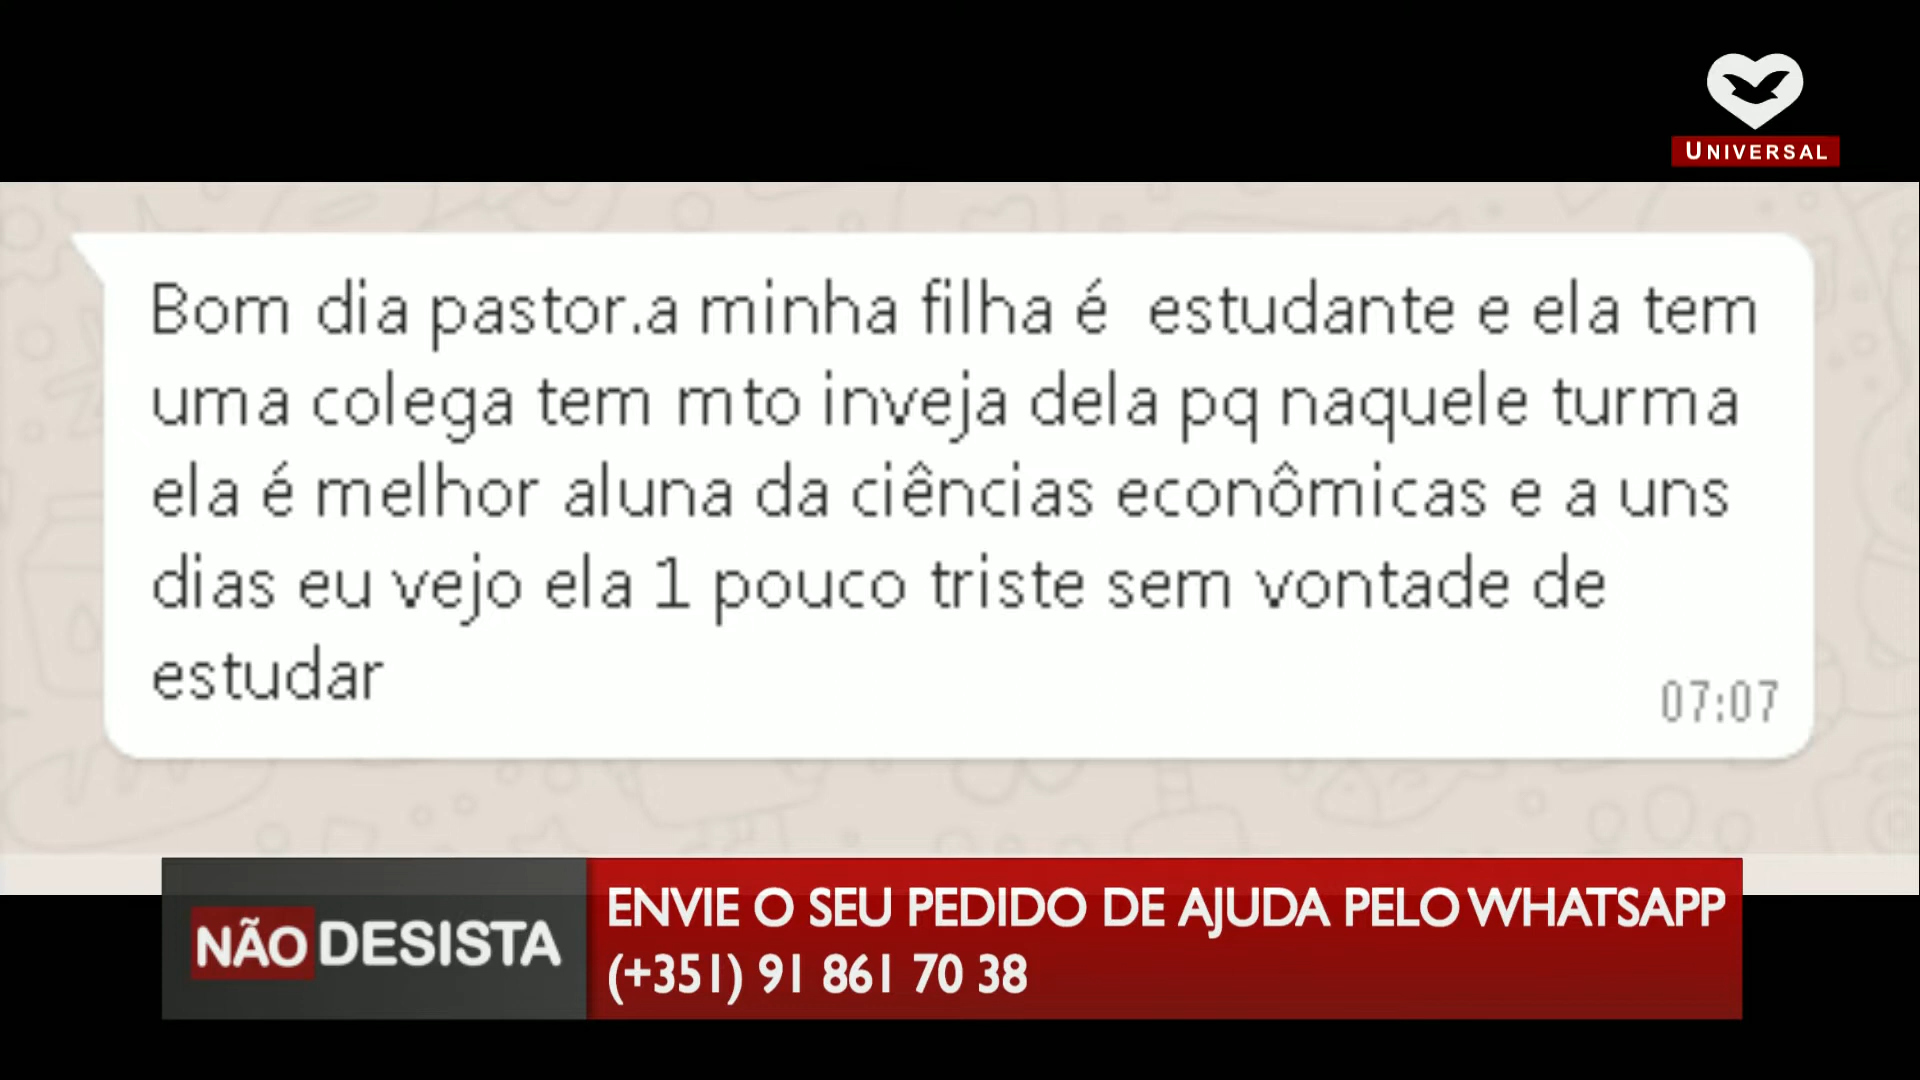 UNIVERSAL
Bom dia pastor.a minha filha é estudante e ela tem
uma colega tem mto inveja dela pq naquele turma
ela é melhor aluna da ciências econômicas e a uns
dias eu vejo ela 1 pouco triste sem vontade de
estudar
07:07
NÃO DESISTA
ENVIE O SEU PEDIDO DE AJUDA PELO WHATSAPP
(+351) 91 861 70 38